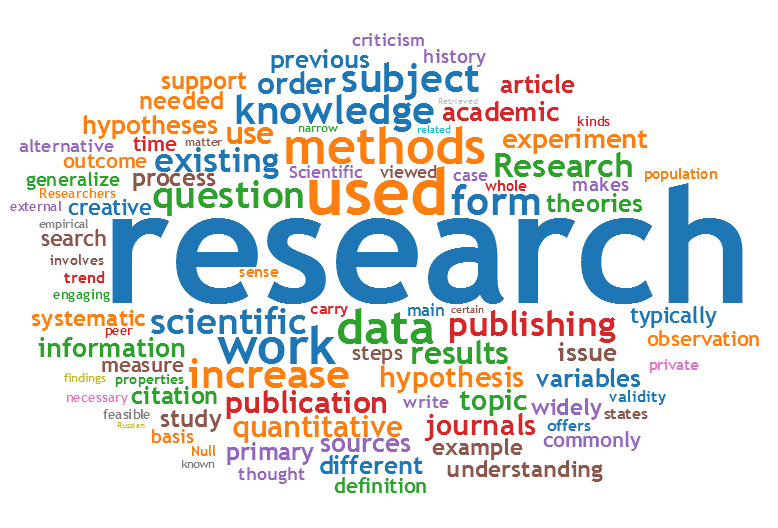 criticism
previous
history
support
order
subject
article
needed
knowledge
Retrieved
academic
kinds
hypotheses
use
narrow
methods
related
experiment
alternative
time
matter
outcome
existing
Scientific
viewed
case
Research
population
generalize
process
question
used
whole
makes
Researchers
external
creative
form
theories
empirical
search
research
involves
sense
trend
engaging
systematic
peer
scientific
carry
main
certain
typically
data
publishing
observation
information
work
steps
results
issue
measure
private
findings
properties
increase
hypothesis
variables
necessary
citation
publication
write
topic
widely
validity
feasible
study
states
Russian
basis
quantitative
journals
offers
Null
primary
sources
example
commonly
known
thought
different
understanding
definition